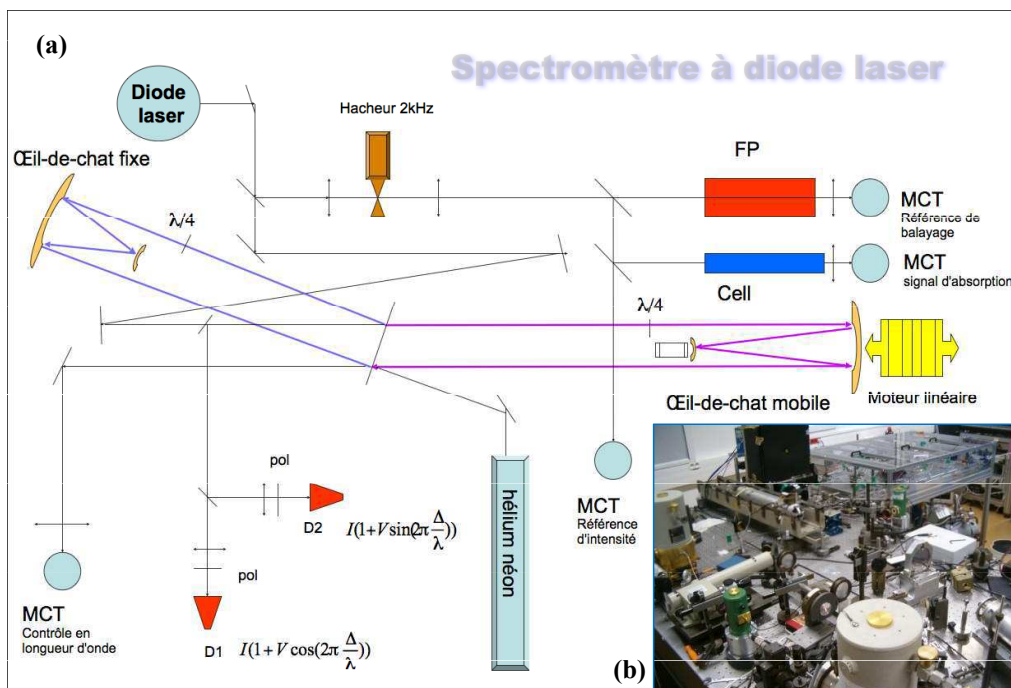 (a)
Spectromètre à diode laser
Diode
laser
Hacheur 2kHz
Œil-de-chat fixe
FP
λ/4
MCT
Référence de
balayage
MCT
signal d'absorption
Cell
λ/4
Œil-de-chat mobile
Moteur linéaire
pol
D2
I(1+Vsin(2π Δ/λ))
hélium néon
MCT
Référence
d'intensité
pol
MCT
Contrôle en
longueur d'onde
D1
I(1+Vcos(2π Δ/λ))
(b)